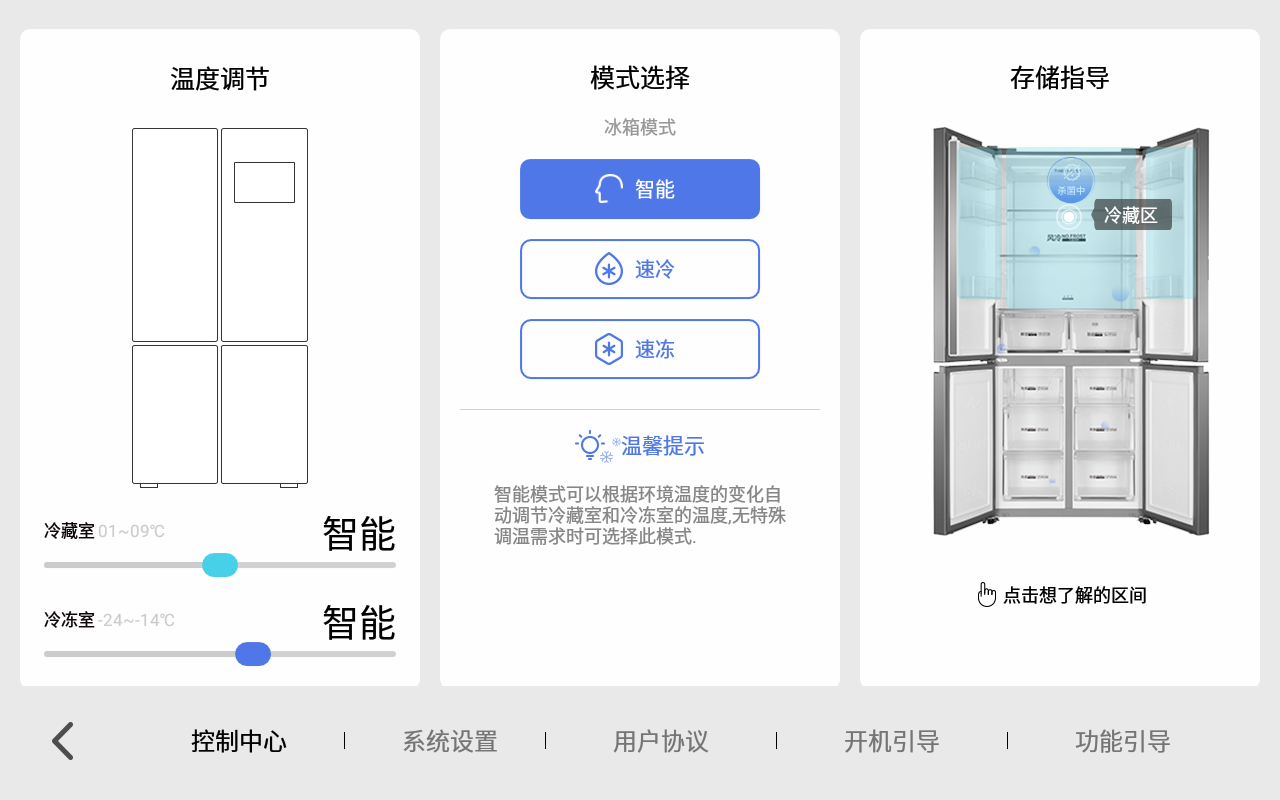 温度调节
冷藏室 01~09℃
智能
冷冻室 -24~-14℃
智能
模式选择
冰箱模式
智能
速冷
速冻
温馨提示
智能模式可以根据环境温度的变化自
动调节冷藏室和冷冻室的温度,无特殊
调温需求时可选择此模式.
存储指导
杀菌中
冷藏区
风冷 NO FROST
点击想了解的区间
控制中心
系统设置
用户协议
开机引导
功能引导